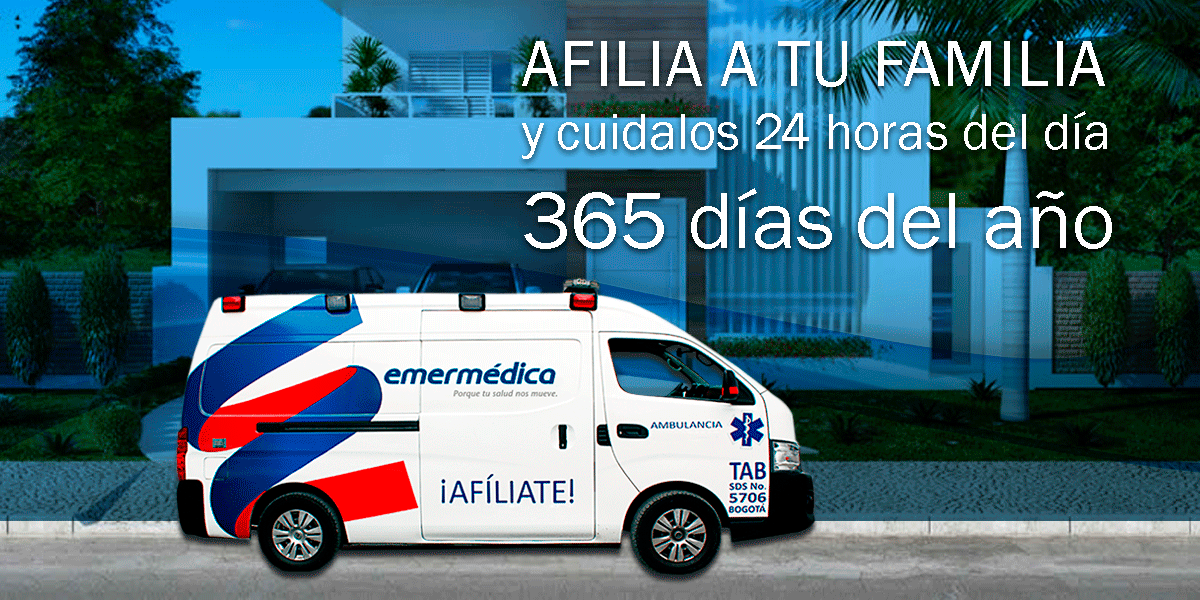 AFILIA A TU FAMILIA
y cuidalos 24 horas del día
365 días del año
emermédica
Porque tu salud nos mueve.
¡AFÍLIATE!
AMBULANCIA
TAB
SDS No.
5706
BOGOTÁ